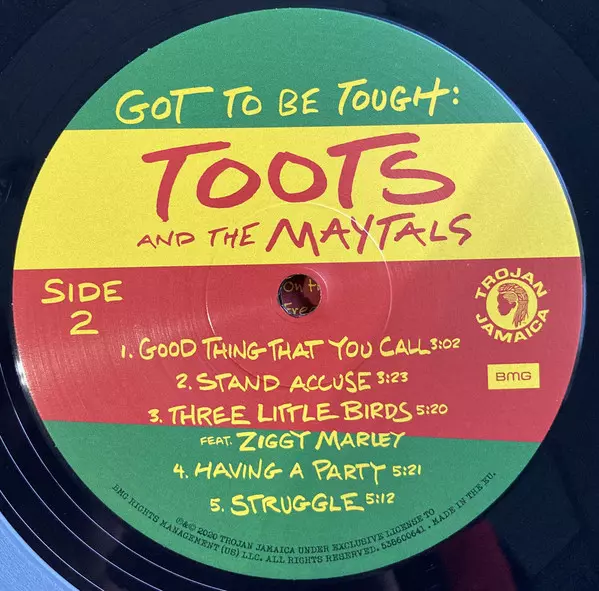 GOT TO BE TOUGH:
TOOTS
AND THE MAYTALS
SIDE
2
TROJAN
JAMAICA
BMG
1. GOOD THING THAT YOU CALL 3:02
2. STAND ACCUSE 3:23
3. THREE LITTLE BIRDS 5:20
FEAT. ZIGGY MARLEY
4. HAVING A PARTY 5:21
5. STRUGGLE 5:12
℗&© 2020 TROJAN JAMAICA UNDER EXCLUSIVE LICENSE TO
BMG RIGHTS MANAGEMENT (US) LLC. ALL RIGHTS RESERVED. 538600641 · MADE IN THE EU.